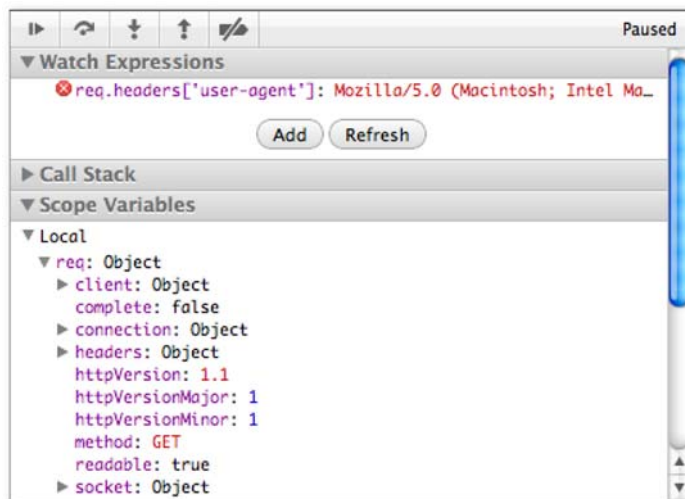 Paused
Watch Expressions
req.headers['user-agent']: Mozilla/5.0 (Macintosh; Intel Ma…
Add Refresh
Call Stack
Scope Variables
Local
req: Object
client: Object
complete: false
connection: Object
headers: Object
httpVersion: 1.1
httpVersionMajor: 1
httpVersionMinor: 1
method: GET
readable: true
socket: Object